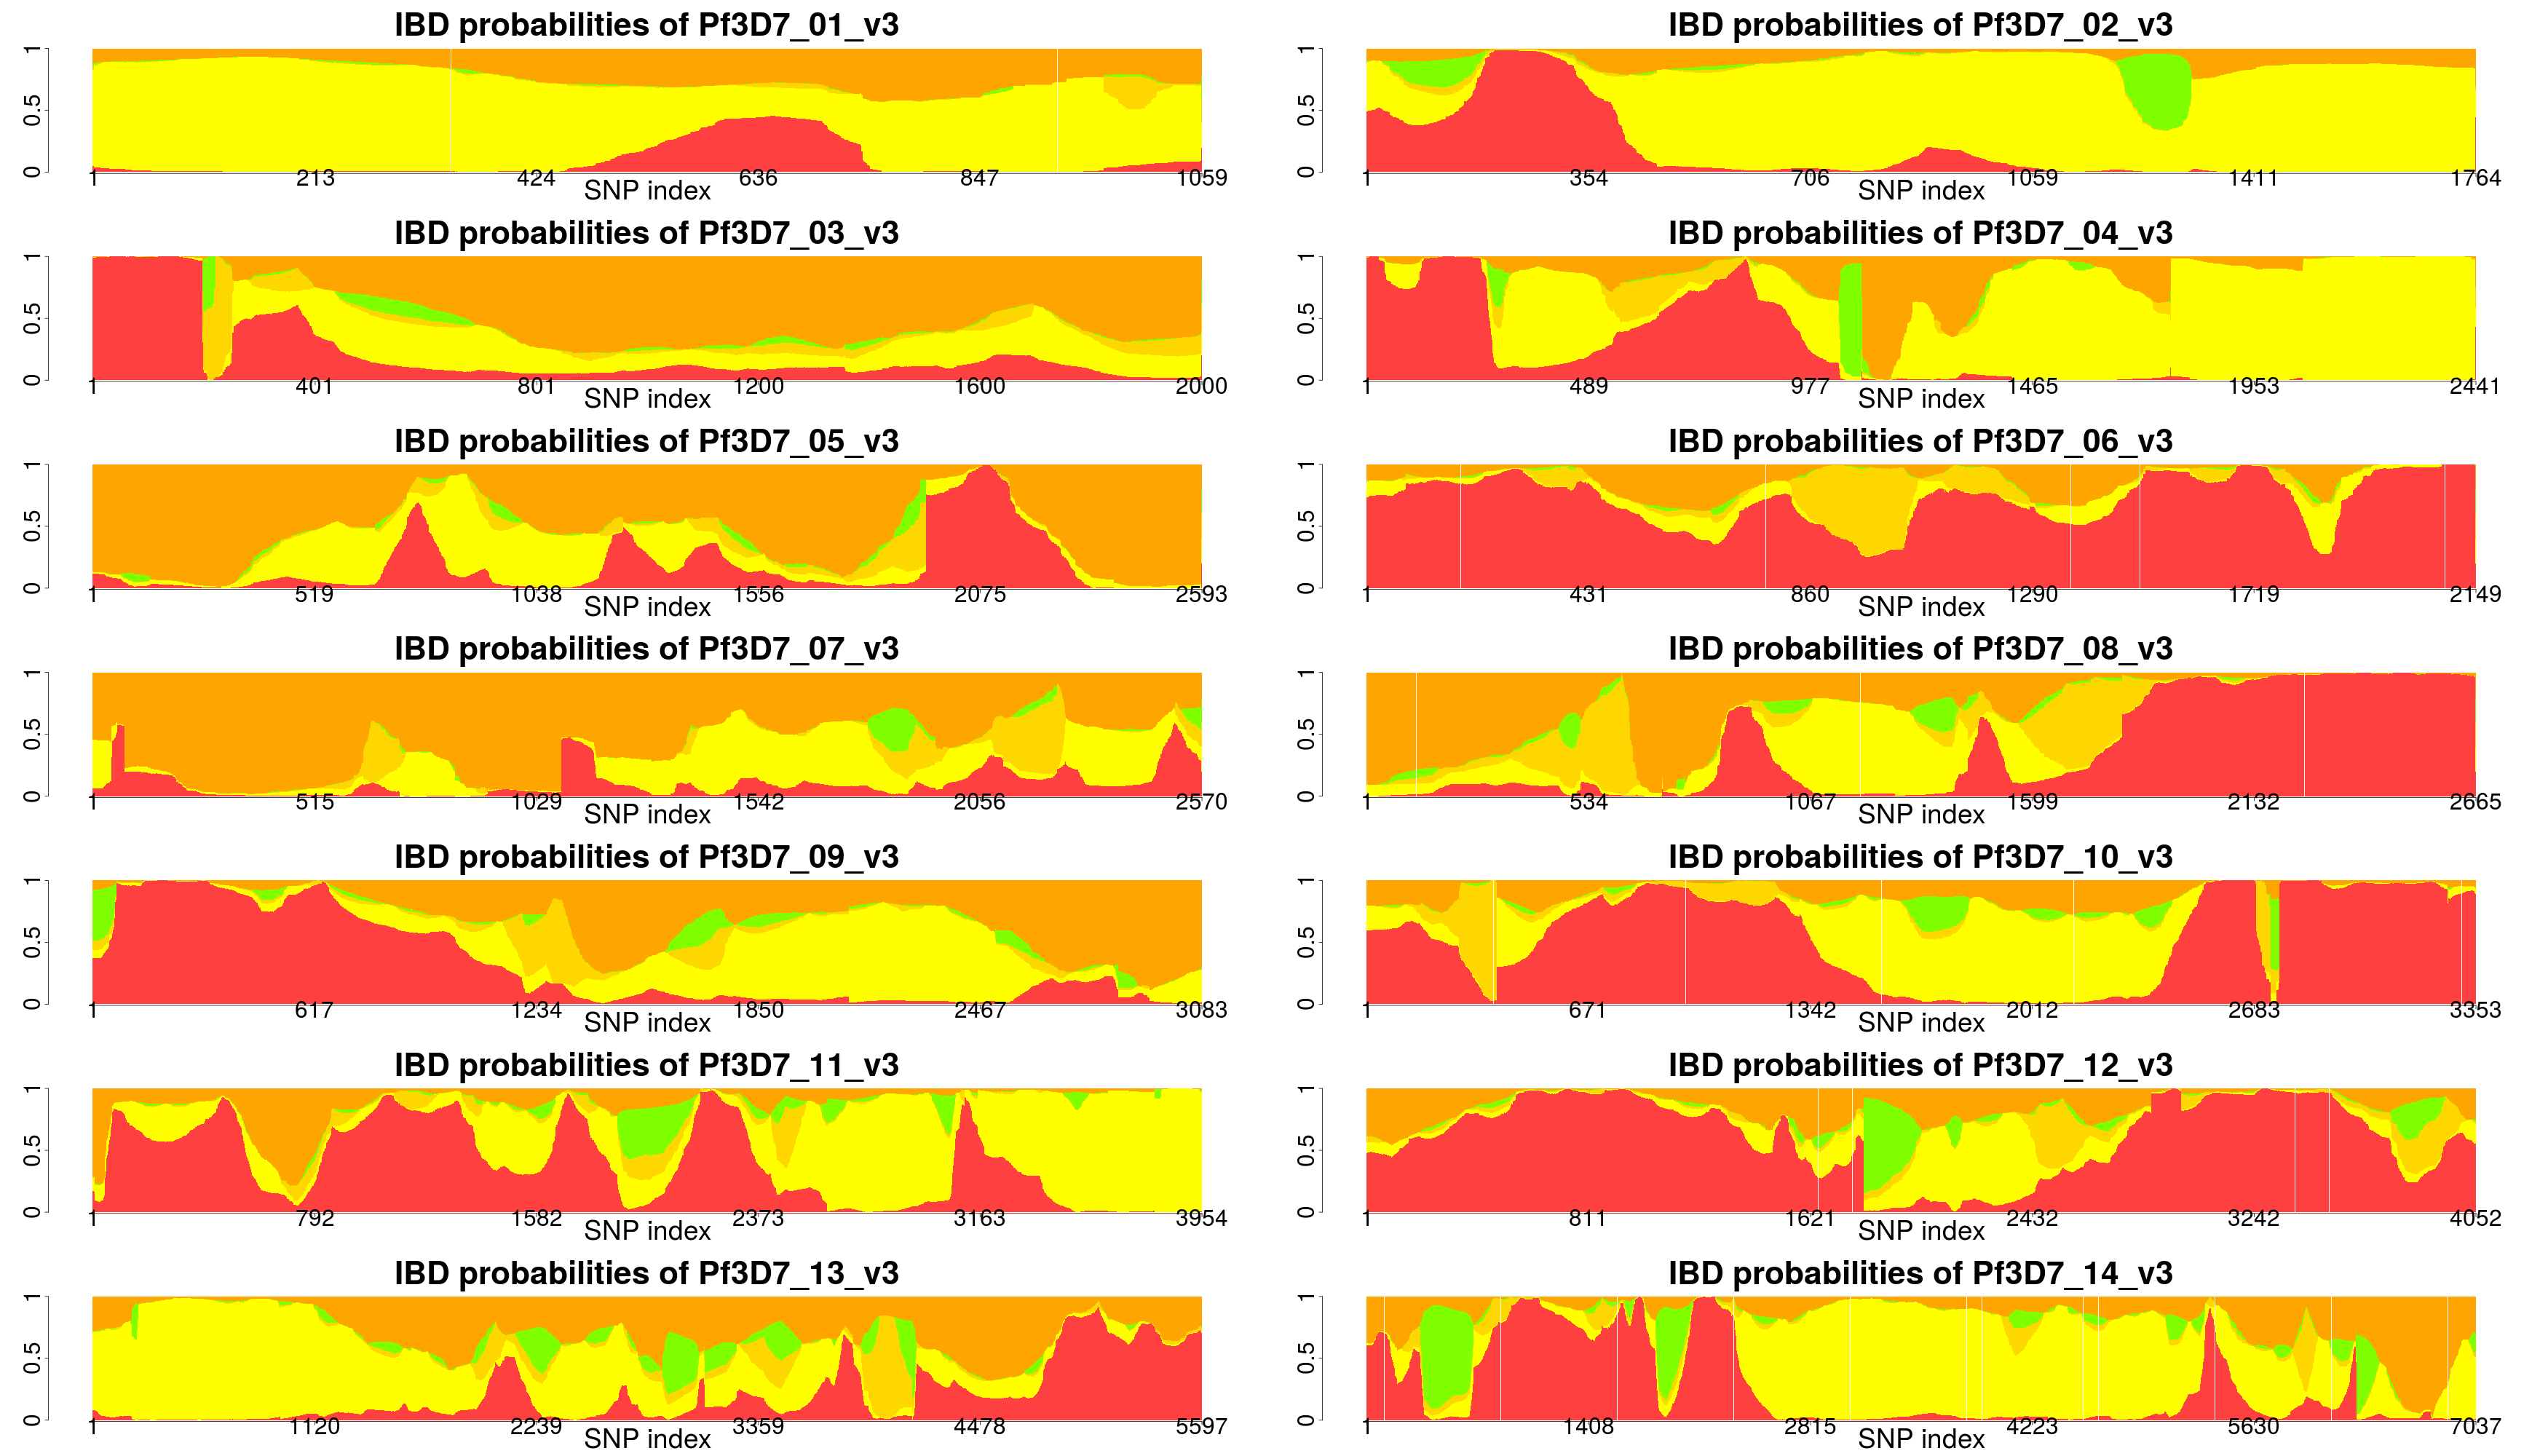 IBD probabilities of Pf3D7_01_v3
0 0.5 1
1 213 424 636 847 1059
SNP index
IBD probabilities of Pf3D7_02_v3
0 0.5 1
1 354 706 1059 1411 1764
SNP index
IBD probabilities of Pf3D7_03_v3
0 0.5 1
1 401 801 1200 1600 2000
SNP index
IBD probabilities of Pf3D7_04_v3
0 0.5 1
1 489 977 1465 1953 2441
SNP index
IBD probabilities of Pf3D7_05_v3
0 0.5 1
1 519 1038 1556 2075 2593
SNP index
IBD probabilities of Pf3D7_06_v3
0 0.5 1
1 431 860 1290 1719 2149
SNP index
IBD probabilities of Pf3D7_07_v3
0 0.5 1
1 515 1029 1542 2056 2570
SNP index
IBD probabilities of Pf3D7_08_v3
0 0.5 1
1 534 1067 1599 2132 2665
SNP index
IBD probabilities of Pf3D7_09_v3
0 0.5 1
1 617 1234 1850 2467 3083
SNP index
IBD probabilities of Pf3D7_10_v3
0 0.5 1
1 671 1342 2012 2683 3353
SNP index
IBD probabilities of Pf3D7_11_v3
0 0.5 1
1 792 1582 2373 3163 3954
SNP index
IBD probabilities of Pf3D7_12_v3
0 0.5 1
1 811 1621 2432 3242 4052
SNP index
IBD probabilities of Pf3D7_13_v3
0 0.5 1
1 1120 2239 3359 4478 5597
SNP index
IBD probabilities of Pf3D7_14_v3
0 0.5 1
1 1408 2815 4223 5630 7037
SNP index